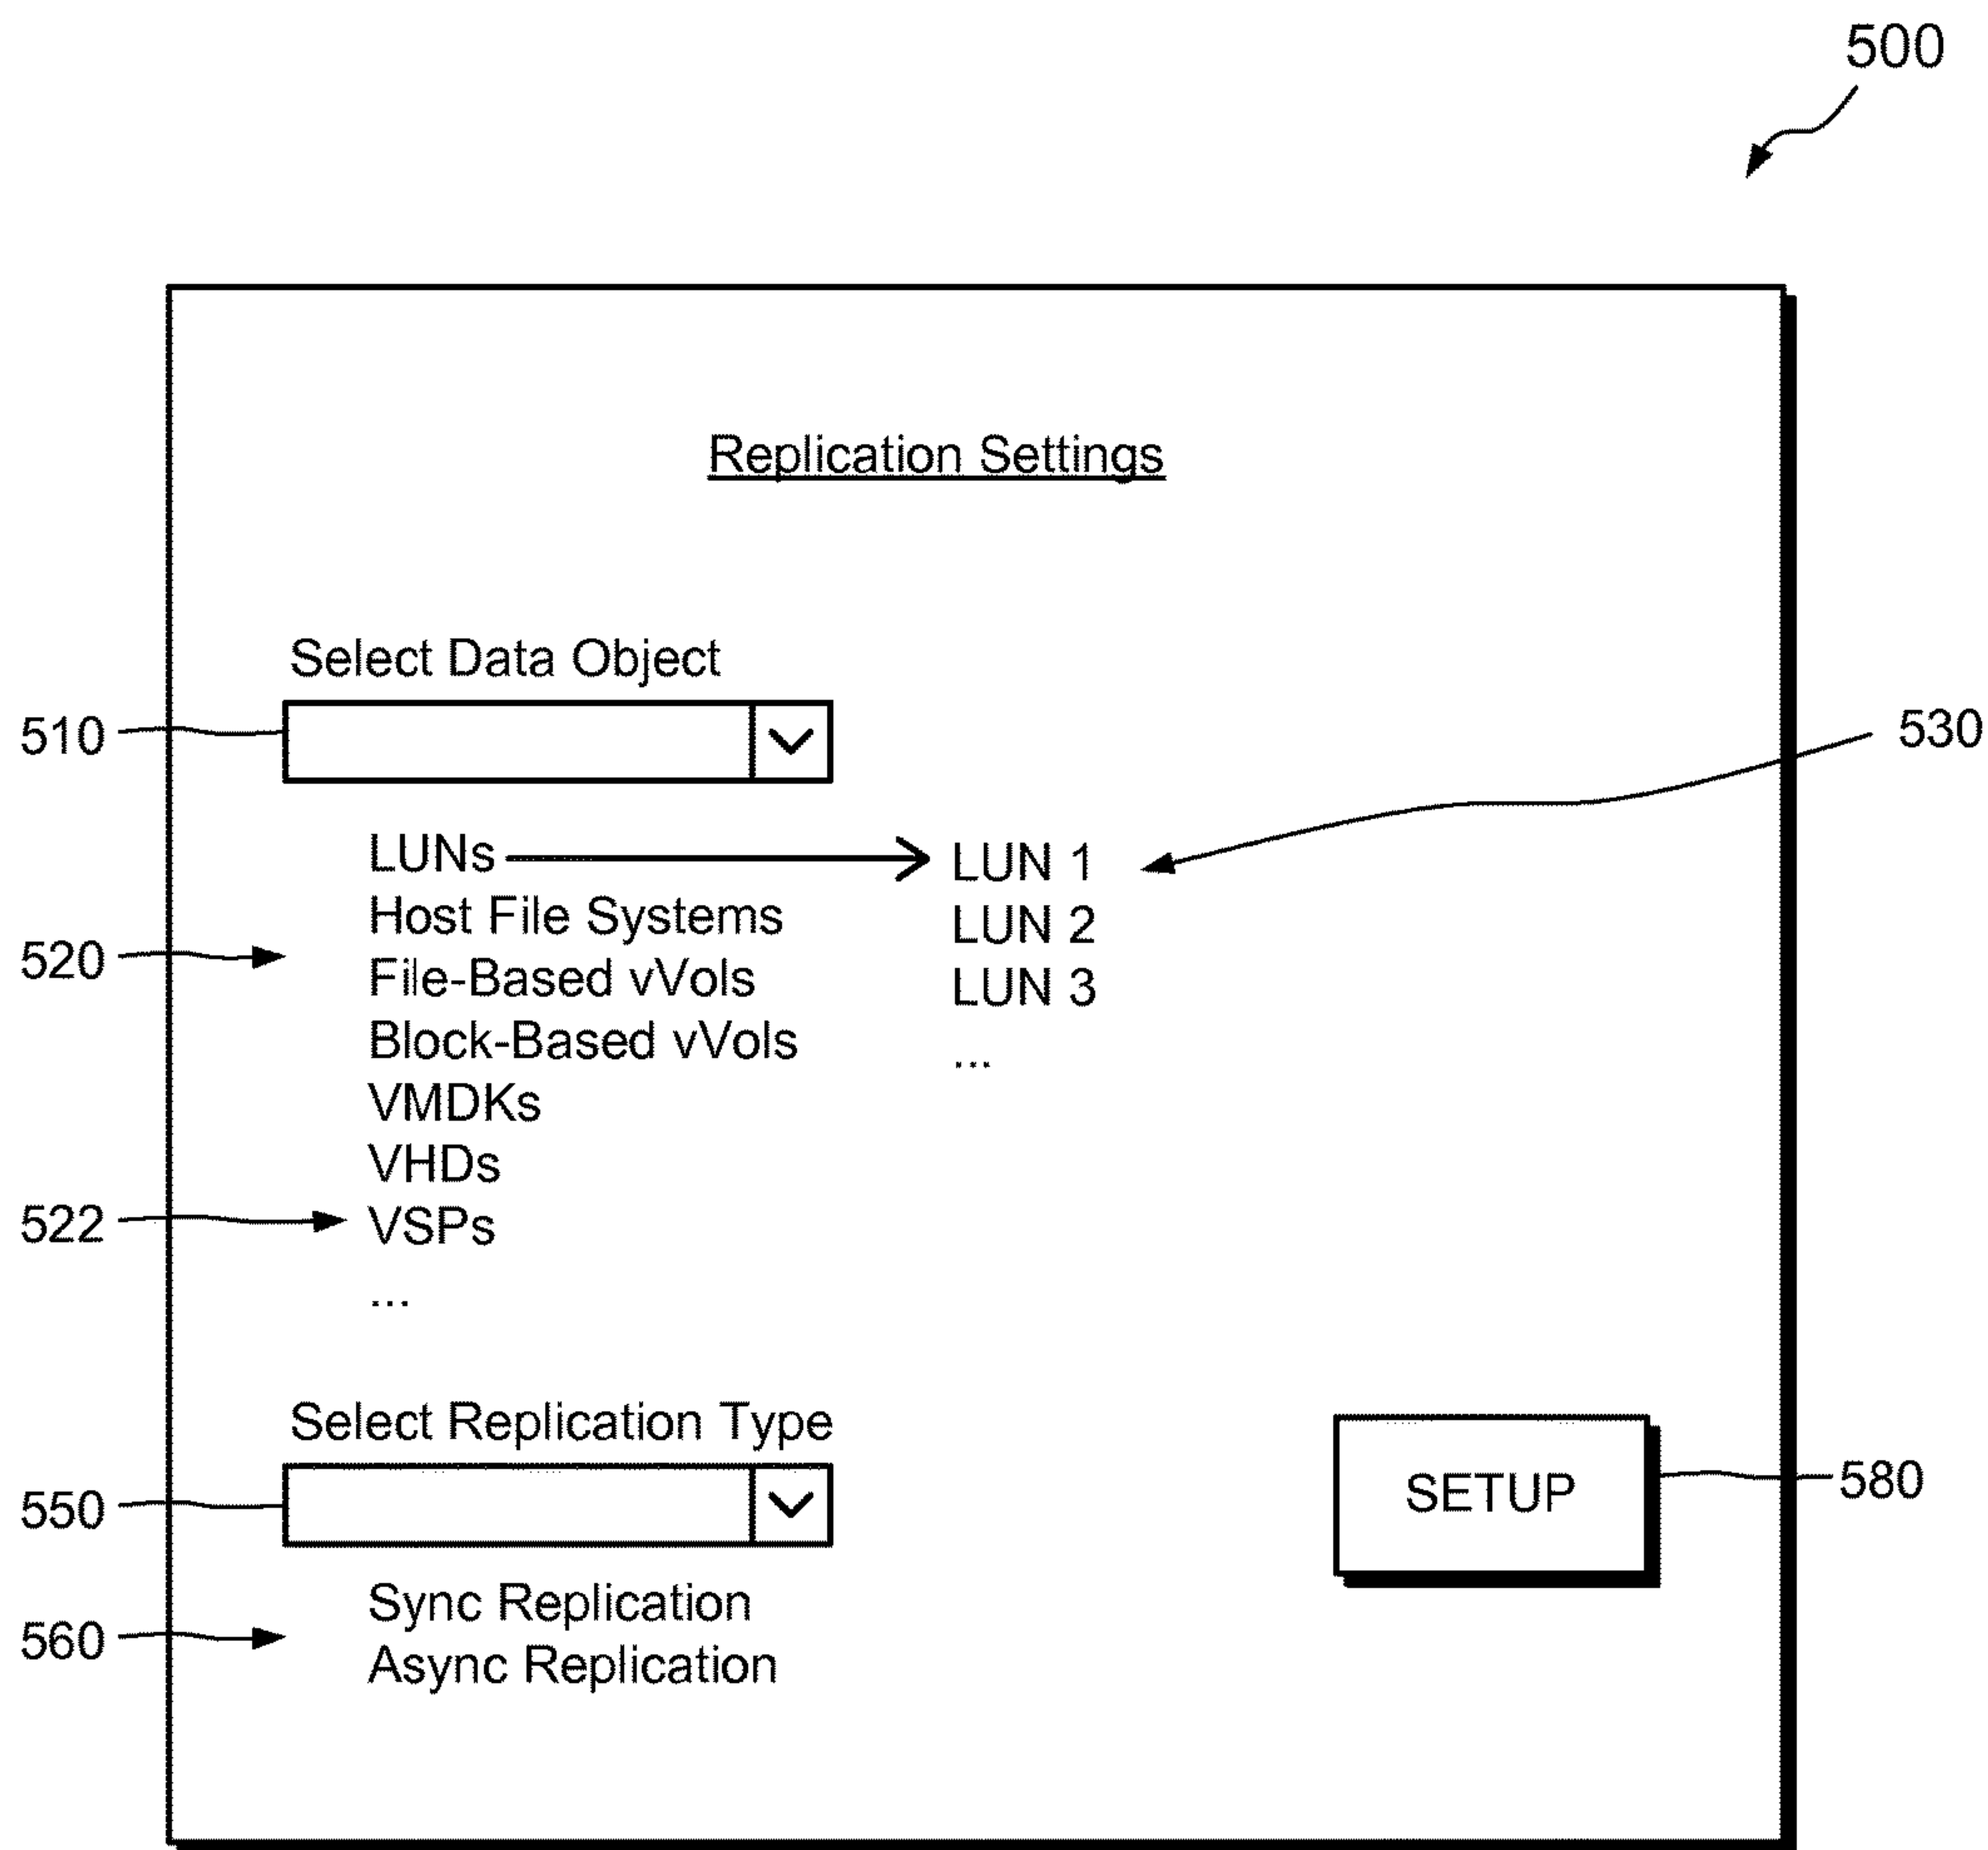 500
Replication Settings
Select Data Object
510
530
LUNs LUN 1
Host File Systems LUN 2
520
File-Based vVols LUN 3
Block-Based vVols ...
VMDKs
VHDs
522 VSPs
...
Select Replication Type
550
SETUP 580
Sync Replication
560
Async Replication